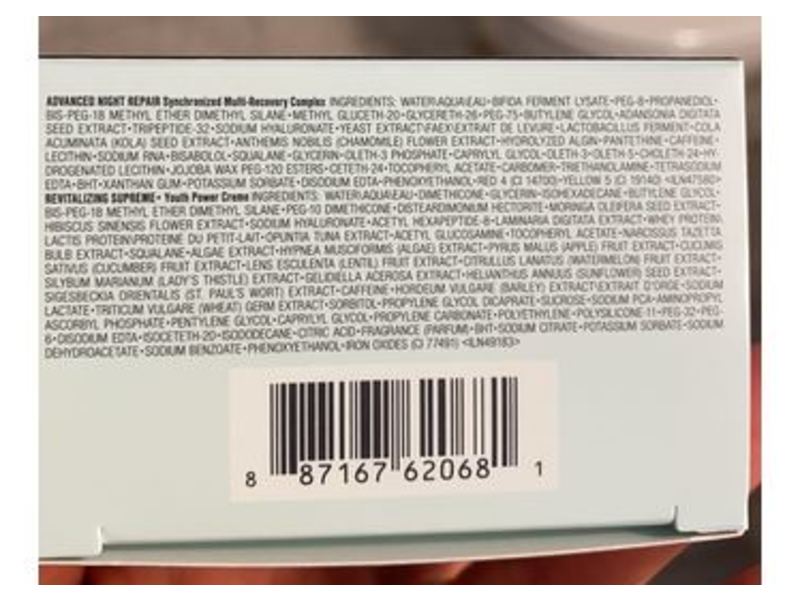 ADVANCED NIGHT REPAIR Synchronized Multi-Recovery Complex INGREDIENTS: WATER\AQUA\EAU•BIFIDA FERMENT LYSATE•PEG-8•PROPANEDIOL•
BIS-PEG-18 METHYL ETHER DIMETHYL SILANE•METHYL GLUCETH-20•GLYCERETH-26•PEG-75•BUTYLENE GLYCOL•ADANSONIA DIGITATA
SEED EXTRACT•TRIPEPTIDE-32•SODIUM HYALURONATE•YEAST EXTRACT\FAEX\EXTRAIT DE LEVURE•LACTOBACILLUS FERMENT•COLA
ACUMINATA (KOLA) SEED EXTRACT•ANTHEMIS NOBILIS (CHAMOMILE) FLOWER EXTRACT•HYDROLYZED ALGIN•PANTETHINE•CAFFEINE•
LECITHIN•SODIUM RNA•BISABOLOL•SQUALANE•GLYCERIN•OLETH-3 PHOSPHATE•CAPRYLYL GLYCOL•OLETH-3•OLETH-5•CHOLETH-24•HY-
DROGENATED LECITHIN•JOJOBA WAX PEG-120 ESTERS•CETETH-24•TOCOPHERYL ACETATE•CARBOMER•TRIETHANOLAMINE•TETRASODIUM
EDTA•BHT•XANTHAN GUM•POTASSIUM SORBATE•DISODIUM EDTA•PHENOXYETHANOL•RED 4 (CI 14700)•YELLOW 5 (CI 19140) <ILN47580>
REVITALIZING SUPREME+ Youth Power Creme INGREDIENTS: WATER\AQUA\EAU•DIMETHICONE•GLYCERIN•ISOHEXADECANE•BUTYLENE GLYCOL•
BIS-PEG-18 METHYL ETHER DIMETHYL SILANE•PEG-10 DIMETHICONE•DISTEARDIMONIUM HECTORITE•MORINGA OLEIFERA SEED EXTRACT•
HIBISCUS SINENSIS FLOWER EXTRACT•SODIUM HYALURONATE•ACETYL HEXAPEPTIDE-8•LAMINARIA DIGITATA EXTRACT•WHEY PROTEIN\
LACTIS PROTEIN\PROTEINE DU PETIT-LAIT•OPUNTIA TUNA EXTRACT•ACETYL GLUCOSAMINE•TOCOPHERYL ACETATE•NARCISSUS TAZETTA
BULB EXTRACT•SQUALANE•ALGAE EXTRACT•HYPNEA MUSCIFORMIS (ALGAE) EXTRACT•PYRUS MALUS (APPLE) FRUIT EXTRACT•CUCUMIS
SATIVUS (CUCUMBER) FRUIT EXTRACT•LENS ESCULENTA (LENTIL) FRUIT EXTRACT•CITRULLUS LANATUS (WATERMELON) FRUIT EXTRACT•
SILYBUM MARIANUM (LADY'S THISTLE) EXTRACT•GELIDIELLA ACEROSA EXTRACT•HELIANTHUS ANNUUS (SUNFLOWER) SEED EXTRACT•
SIGESBECKIA ORIENTALIS (ST. PAUL'S WORT) EXTRACT•CAFFEINE•HORDEUM VULGARE (BARLEY) EXTRACT\EXTRAIT D'ORGE•SODIUM
LACTATE•TRITICUM VULGARE (WHEAT) GERM EXTRACT•SORBITOL•PROPYLENE GLYCOL DICAPRATE•SUCROSE•SODIUM PCA•AMINOPROPYL
ASCORBYL PHOSPHATE•PENTYLENE GLYCOL•CAPRYLYL GLYCOL•PROPYLENE CARBONATE•POLYETHYLENE•POLYSILICONE-11•PEG-32•PEG-
6•DISODIUM EDTA•ISOCETETH-20•ISODODECANE•CITRIC ACID•FRAGRANCE (PARFUM)•BHT•SODIUM CITRATE•POTASSIUM SORBATE•SODIUM
DEHYDROACETATE•SODIUM BENZOATE•PHENOXYETHANOL•IRON OXIDES (CI 77491) <ILN49183>
8 87167 62068 1